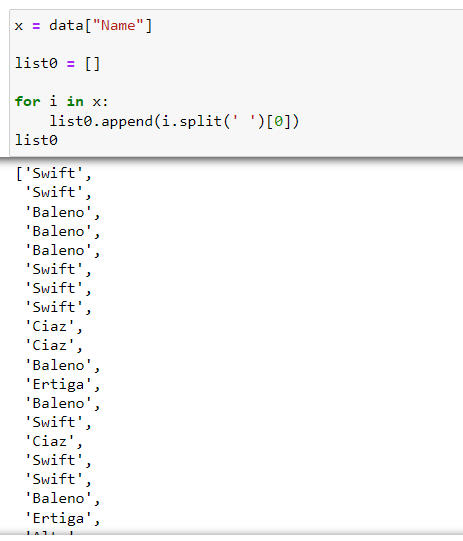 x = data["Name"]
list0 = []
for i in x:
    list0.append(i.split(' ')[0])
list0
['Swift',
 'Swift',
 'Baleno',
 'Baleno',
 'Baleno',
 'Swift',
 'Swift',
 'Swift',
 'Ciaz',
 'Ciaz',
 'Baleno',
 'Ertiga',
 'Baleno',
 'Swift',
 'Ciaz',
 'Swift',
 'Swift',
 'Baleno',
 'Ertiga',